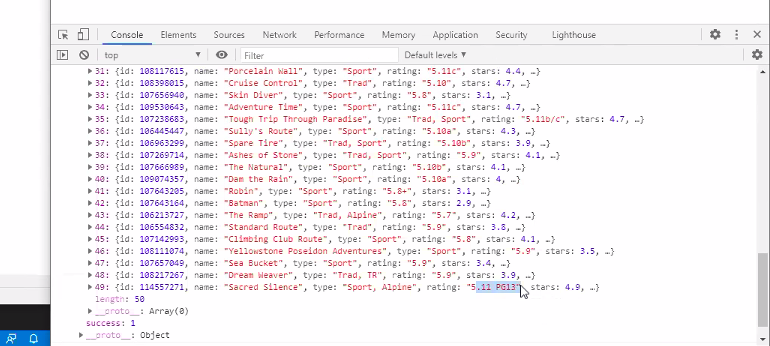 Console Elements Sources Network Performance Memory Application Security Lighthouse
top Filter Default levels
31: {id: 108117615, name: "Porcelain Wall", type: "Sport", rating: "5.11c", stars: 4.4, …}
32: {id: 108398015, name: "Cruise Control", type: "Trad", rating: "5.10", stars: 4.7, …}
33: {id: 107656940, name: "Skin Diver", type: "Sport", rating: "5.8", stars: 3.1, …}
34: {id: 109530643, name: "Adventure Time", type: "Sport", rating: "5.11c", stars: 4.7, …}
35: {id: 107238683, name: "Tough Trip Through Paradise", type: "Trad, Sport", rating: "5.11b/c", stars: 4.7, …}
36: {id: 106445447, name: "Sully's Route", type: "Sport", rating: "5.10a", stars: 4.3, …}
37: {id: 106963299, name: "Spare Tire", type: "Trad, Sport", rating: "5.10b", stars: 3.9, …}
38: {id: 107269714, name: "Ashes of Stone", type: "Trad, Sport", rating: "5.9", stars: 4.1, …}
39: {id: 107666989, name: "The Natural", type: "Sport", rating: "5.10b", stars: 4.1, …}
40: {id: 109074357, name: "Dam the Rain", type: "Sport", rating: "5.10a", stars: 4, …}
41: {id: 107643205, name: "Robin", type: "Sport", rating: "5.8+", stars: 3.1, …}
42: {id: 107643164, name: "Batman", type: "Sport", rating: "5.8", stars: 2.9, …}
43: {id: 106213727, name: "The Ramp", type: "Trad, Alpine", rating: "5.7", stars: 4.2, …}
44: {id: 106554832, name: "Standard Route", type: "Trad", rating: "5.9", stars: 3.8, …}
45: {id: 107142993, name: "Climbing Club Route", type: "Sport", rating: "5.8", stars: 4.1, …}
46: {id: 108111074, name: "Yellowstone Poseidon Adventures", type: "Sport", rating: "5.9", stars: 3.5, …}
47: {id: 107657049, name: "Sea Bucket", type: "Sport", rating: "5.9", stars: 3.4, …}
48: {id: 108217267, name: "Dream Weaver", type: "Trad, TR", rating: "5.9", stars: 3.9, …}
49: {id: 114557271, name: "Sacred Silence", type: "Sport, Alpine", rating: "5.11 PG13", stars: 4.9, …}
length: 50
__proto__: Array(0)
success: 1
__proto__: Object